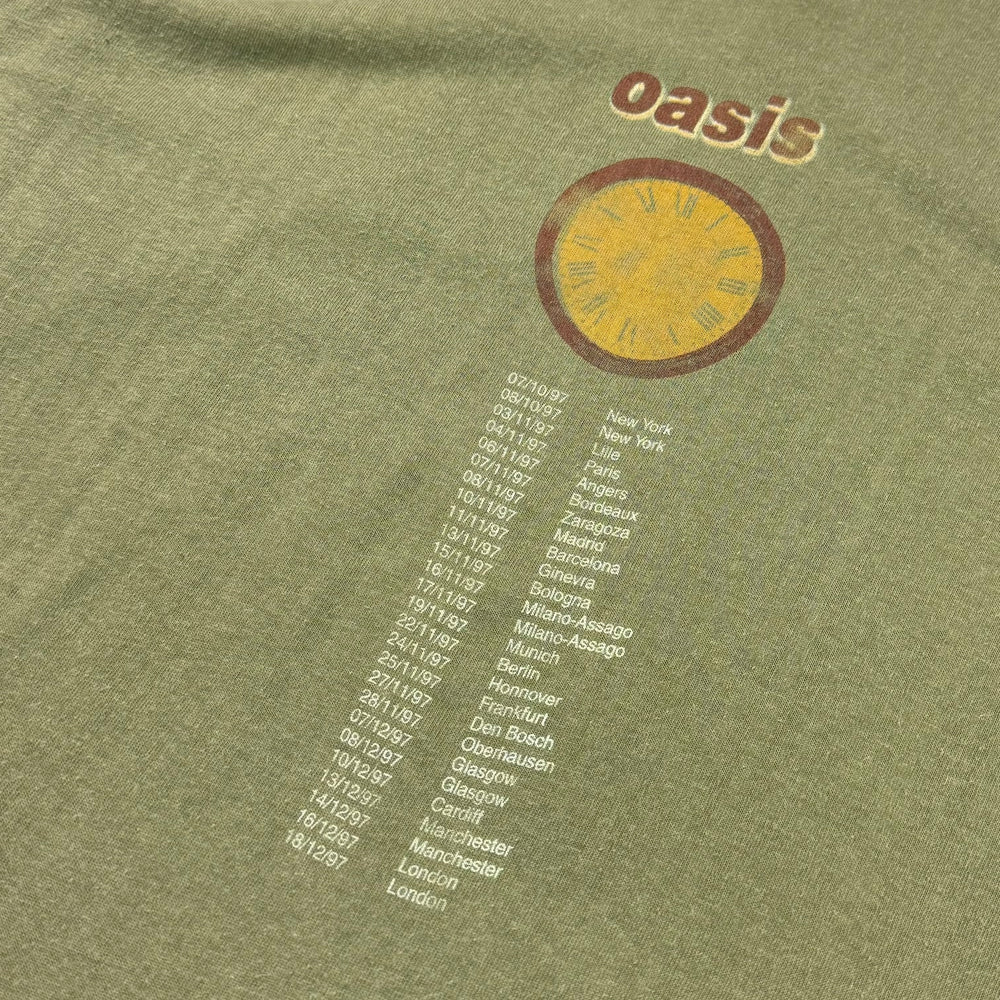 oasis
07/10/97 New York
08/10/97 New York
03/11/97 Lille
04/11/97 Paris
06/11/97 Angers
07/11/97 Bordeaux
08/11/97 Zaragoza
10/11/97 Madrid
11/11/97 Barcelona
13/11/97 Ginevra
15/11/97 Bologna
16/11/97 Milano-Assago
17/11/97 Milano-Assago
19/11/97 Munich
22/11/97 Berlin
24/11/97 Honnover
25/11/97 Frankfurt
27/11/97 Den Bosch
28/11/97 Oberhausen
07/12/97 Glasgow
08/12/97 Glasgow
10/12/97 Cardiff
13/12/97 Manchester
14/12/97 Manchester
16/12/97 London
18/12/97 London